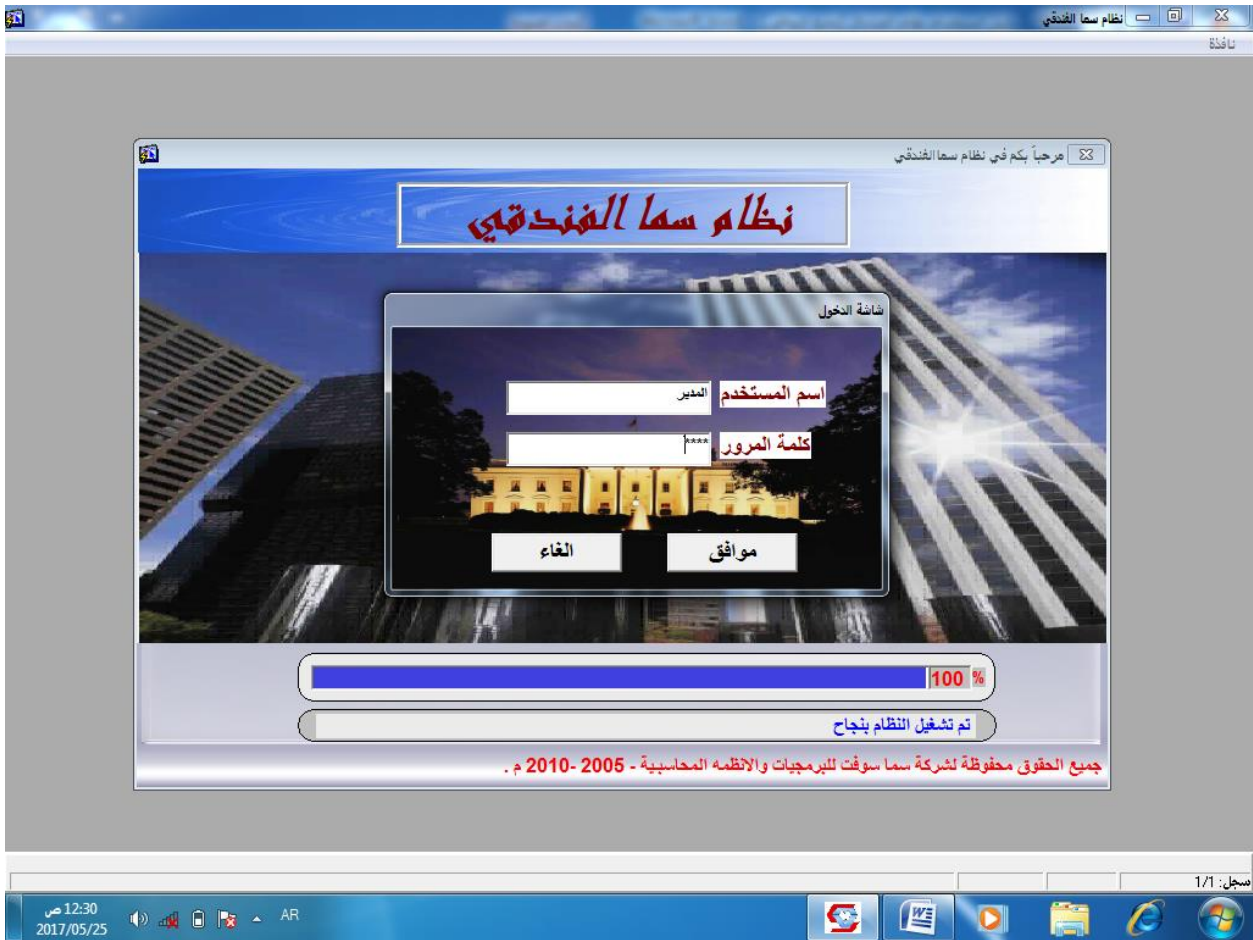 نظام سما الفندقي
نافذة
مرحباً بكم في نظام سما الفندقي
نظام سما الفندقي
شاشة الدخول
اسم المستخدم المدير
كلمة المرور ****
موافق الغاء
100 %
تم تشغيل النظام بنجاح
جميع الحقوق محفوظة لشركة سما سوفت للبرمجيات والانظمه المحاسبية - 2005 -2010 م .
سجل: 1/1
AR
12:30 ص
2017/05/25